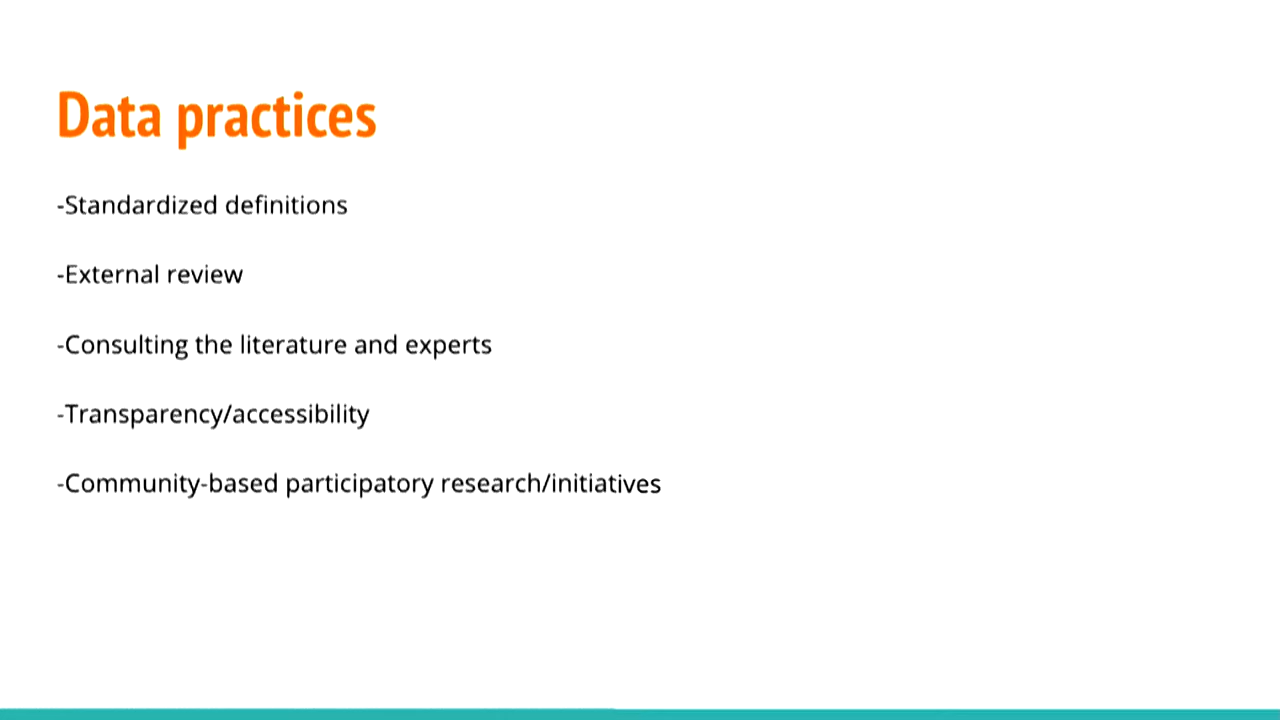 Data practices
-Standardized definitions
-External review
-Consulting the literature and experts
-Transparency/accessibility
-Community-based participatory research/initiatives